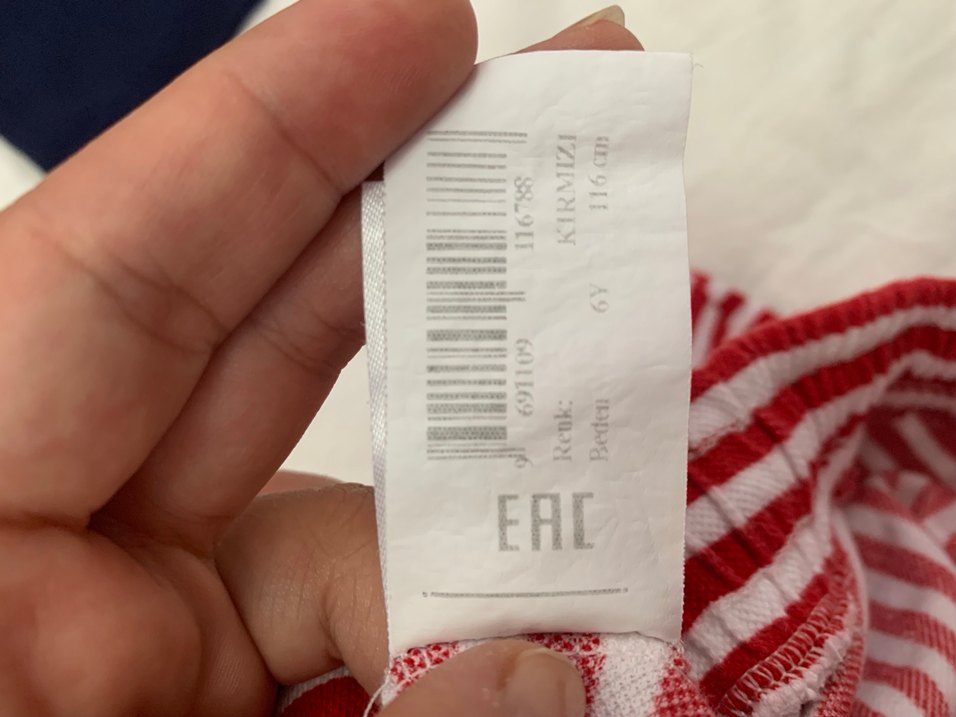 9 691109 116788
Renk: KIRMIZI
Beden 6Y 116 cm
EAC